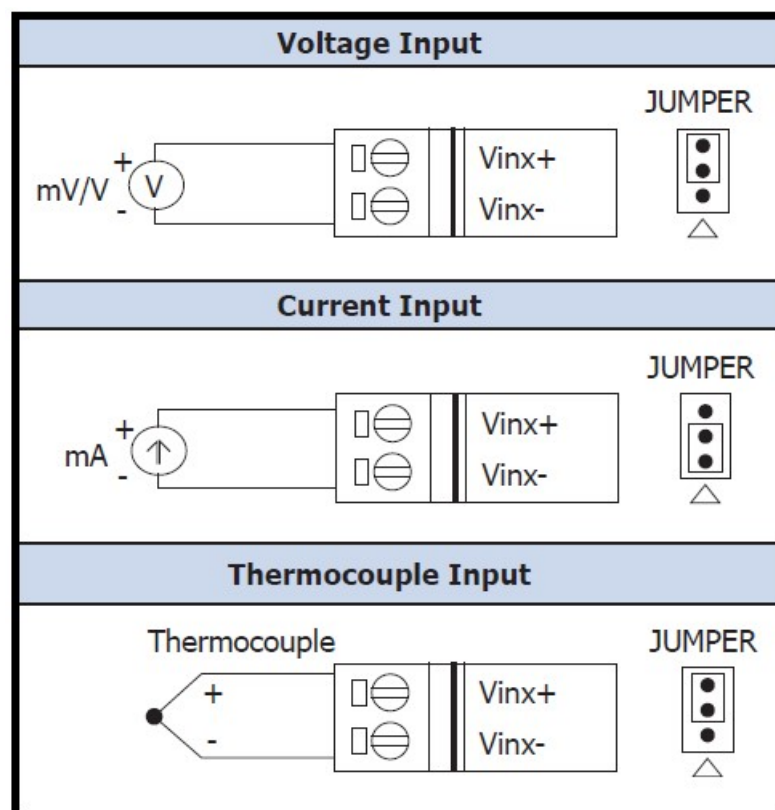 Voltage Input
JUMPER
+
mV/V
V
-
Vinx+
Vinx-
Current Input
JUMPER
+
mA
-
Vinx+
Vinx-
Thermocouple Input
Thermocouple
JUMPER
+
-
Vinx+
Vinx-